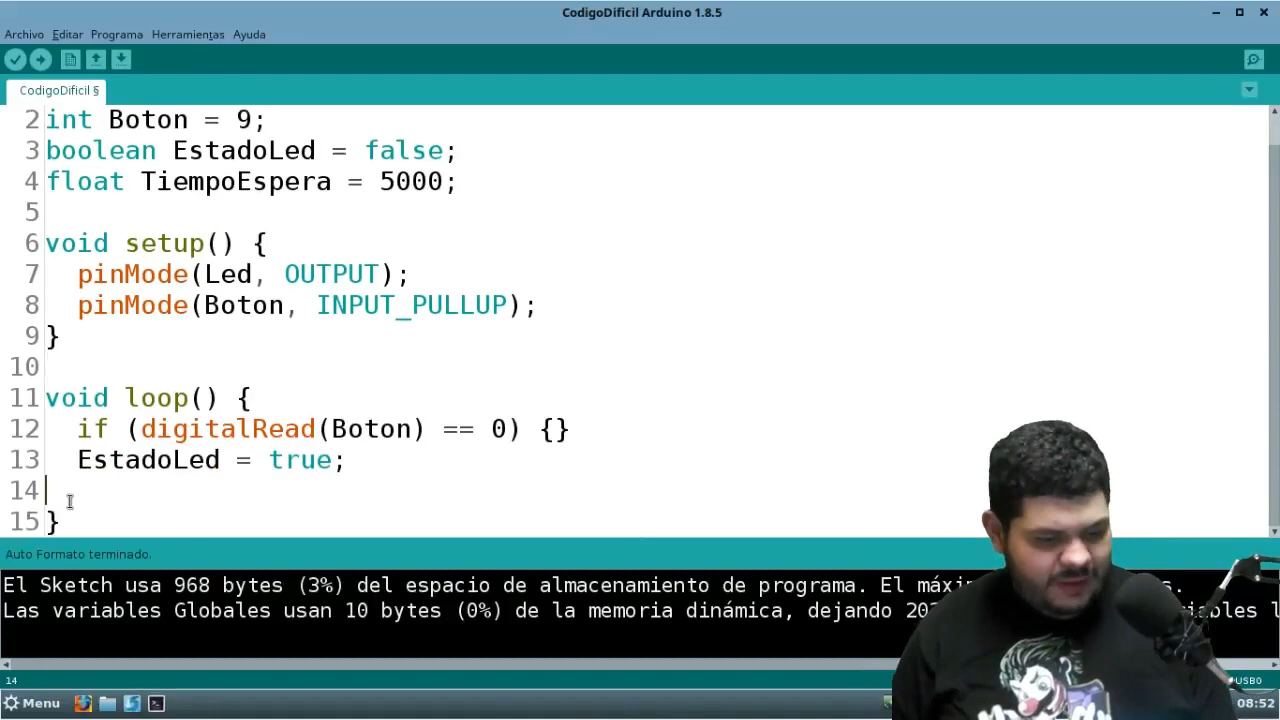 CodigoDificil Arduino 1.8.5
Archivo Editar Programa Herramientas Ayuda
CodigoDificil §
2 int Boton = 9;
3 boolean EstadoLed = false;
4 float TiempoEspera = 5000;
5
6 void setup() {
7 pinMode(Led, OUTPUT);
8 pinMode(Boton, INPUT_PULLUP);
9 }
10
11 void loop() {
12 if (digitalRead(Boton) == 0) {}
13 EstadoLed = true;
14
15 }
Auto Formato terminado.
El Sketch usa 968 bytes (3%) del espacio de almacenamiento de programa. El
Las variables Globales usan 10 bytes (0%) de la memoria dinámica, dejando
14
Menu 08:52